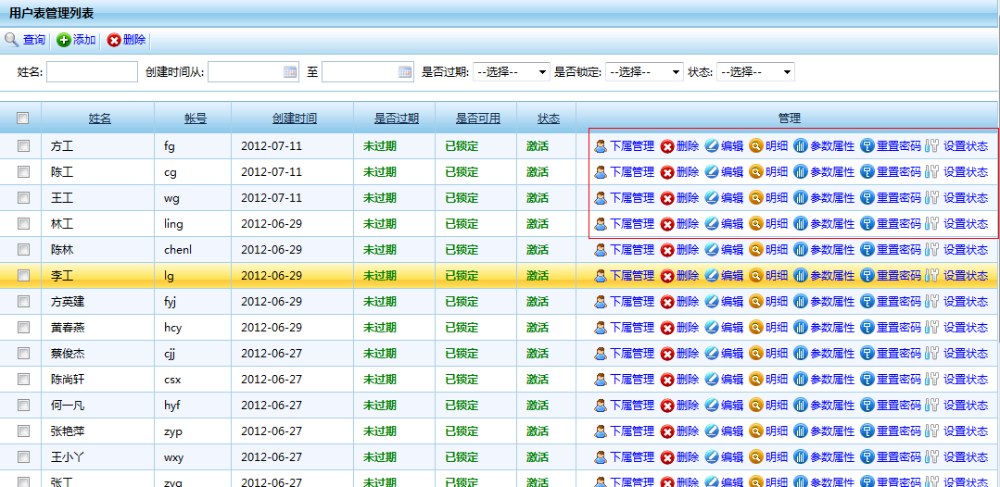 用户表管理列表
查询 添加 删除
姓名: 创建时间从: 至 是否过期: --选择-- 是否锁定: --选择-- 状态: --选择--
姓名 帐号 创建时间 是否过期 是否可用 状态 管理
方工 fg 2012-07-11 未过期 已锁定 激活 下属管理 删除 编辑 明细 参数属性 重置密码 设置状态
陈工 cg 2012-07-11 未过期 已锁定 激活 下属管理 删除 编辑 明细 参数属性 重置密码 设置状态
王工 wg 2012-07-11 未过期 已锁定 激活 下属管理 删除 编辑 明细 参数属性 重置密码 设置状态
林工 ling 2012-06-29 未过期 已锁定 激活 下属管理 删除 编辑 明细 参数属性 重置密码 设置状态
陈林 chenl 2012-06-29 未过期 已锁定 激活 下属管理 删除 编辑 明细 参数属性 重置密码 设置状态
李工 lg 2012-06-29 未过期 已锁定 激活 下属管理 删除 编辑 明细 参数属性 重置密码 设置状态
方英建 fyj 2012-06-29 未过期 已锁定 激活 下属管理 删除 编辑 明细 参数属性 重置密码 设置状态
黄春燕 hcy 2012-06-29 未过期 已锁定 激活 下属管理 删除 编辑 明细 参数属性 重置密码 设置状态
蔡俊杰 cjj 2012-06-27 未过期 已锁定 激活 下属管理 删除 编辑 明细 参数属性 重置密码 设置状态
陈尚轩 csx 2012-06-27 未过期 已锁定 激活 下属管理 删除 编辑 明细 参数属性 重置密码 设置状态
何一凡 hyf 2012-06-27 未过期 已锁定 激活 下属管理 删除 编辑 明细 参数属性 重置密码 设置状态
张艳萍 zyp 2012-06-27 未过期 已锁定 激活 下属管理 删除 编辑 明细 参数属性 重置密码 设置状态
王小丫 wxy 2012-06-27 未过期 已锁定 激活 下属管理 删除 编辑 明细 参数属性 重置密码 设置状态
张工 2012-06-27 未过期 已锁定 激活 下属管理 删除 编辑 明细 参数属性 重置密码 设置状态